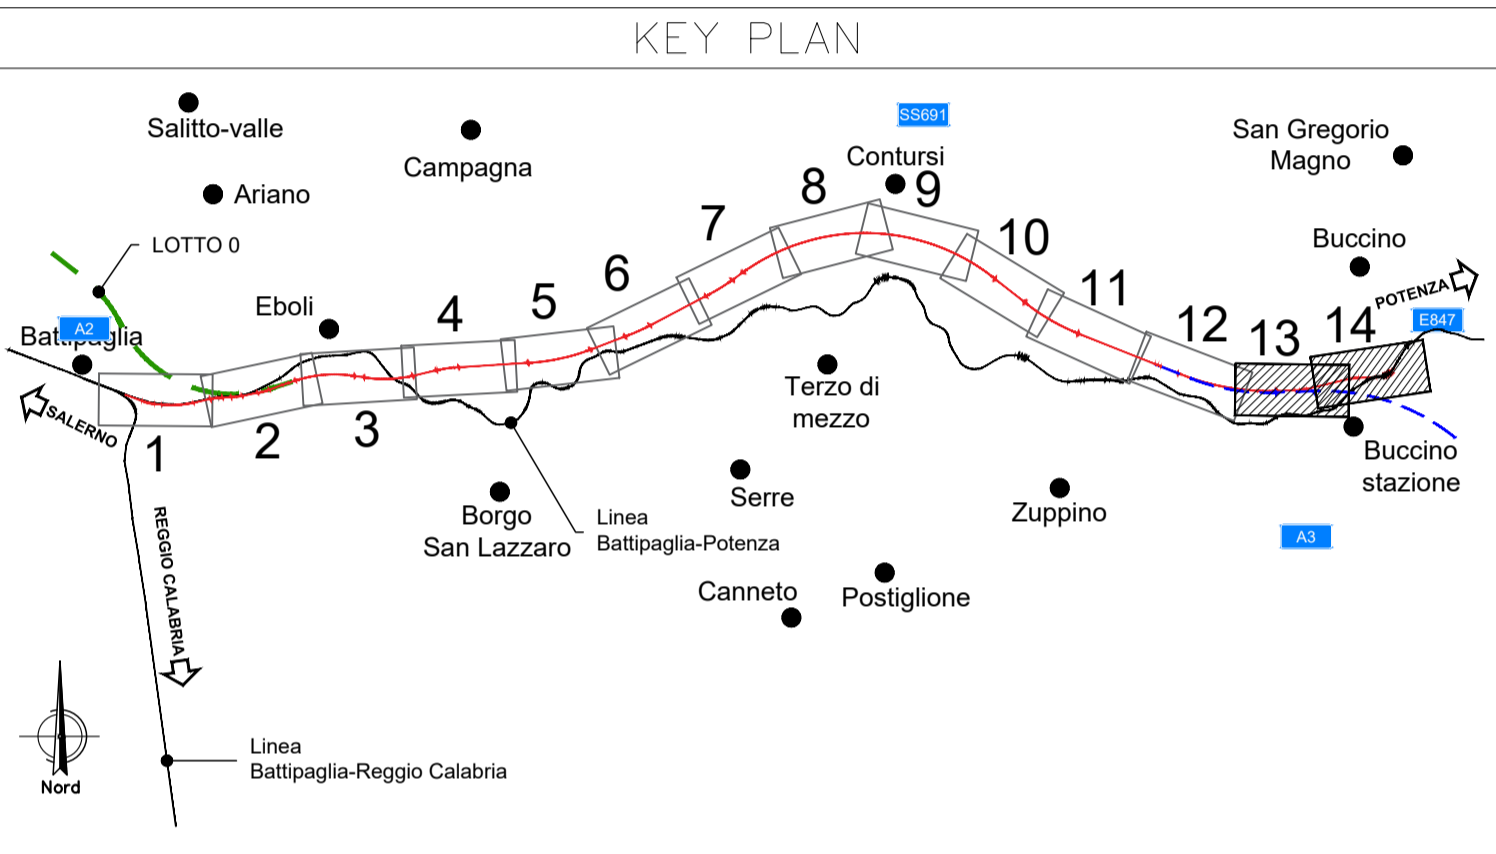 KEY PLAN
Salitto-valle
Campagna
Ariano
SS691
Contursi
San Gregorio
Magno
Buccino
LOTTO 0
Eboli
Battipaglia
A2
POTENZA
E847
SALERNO
1
2
3
4
5
6
7
8
9
10
11
12
13
14
Terzo di
mezzo
Buccino
stazione
Serre
Zuppino
Borgo
San Lazzaro
Linea
Battipaglia-Potenza
A3
Canneto
Postiglione
REGGIO CALABRIA
Linea
Battipaglia-Reggio Calabria
Nord